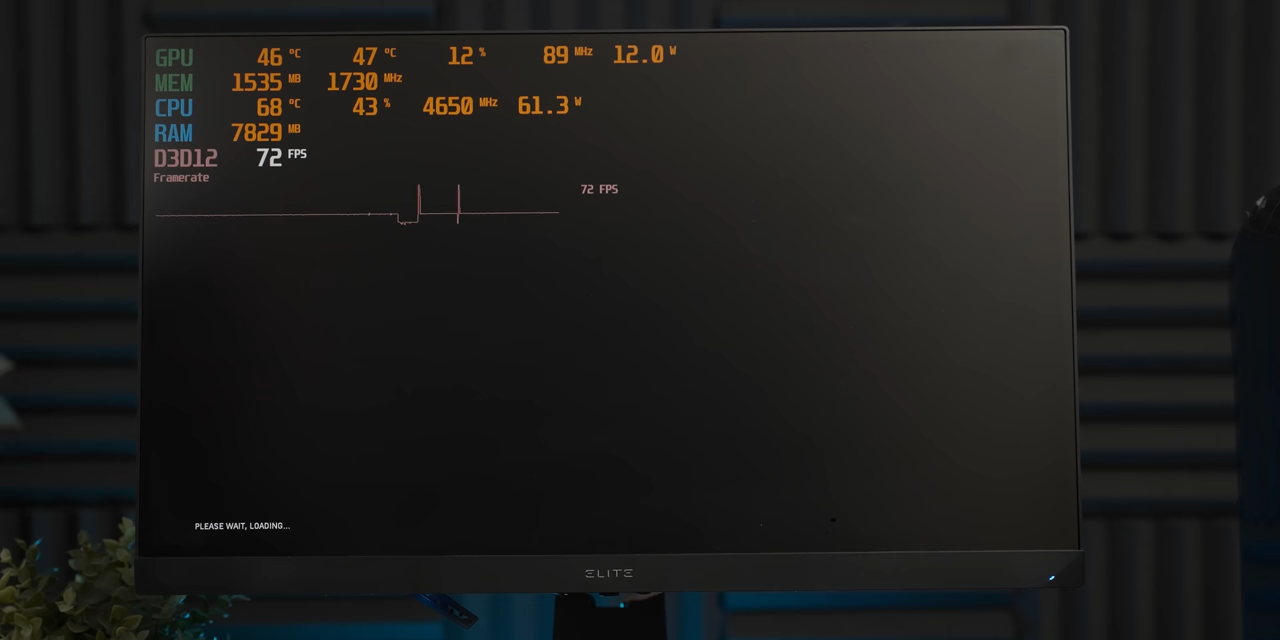 GPU 46 °C 47 °C 12 % 89 MHz 12.0 W
MEM 1535 MB 1730 MHz
CPU 68 °C 43 % 4650 MHz 61.3 W
RAM 7829 MB
D3D12 72 FPS
Framerate
72 FPS
PLEASE WAIT, LOADING...
ELITE